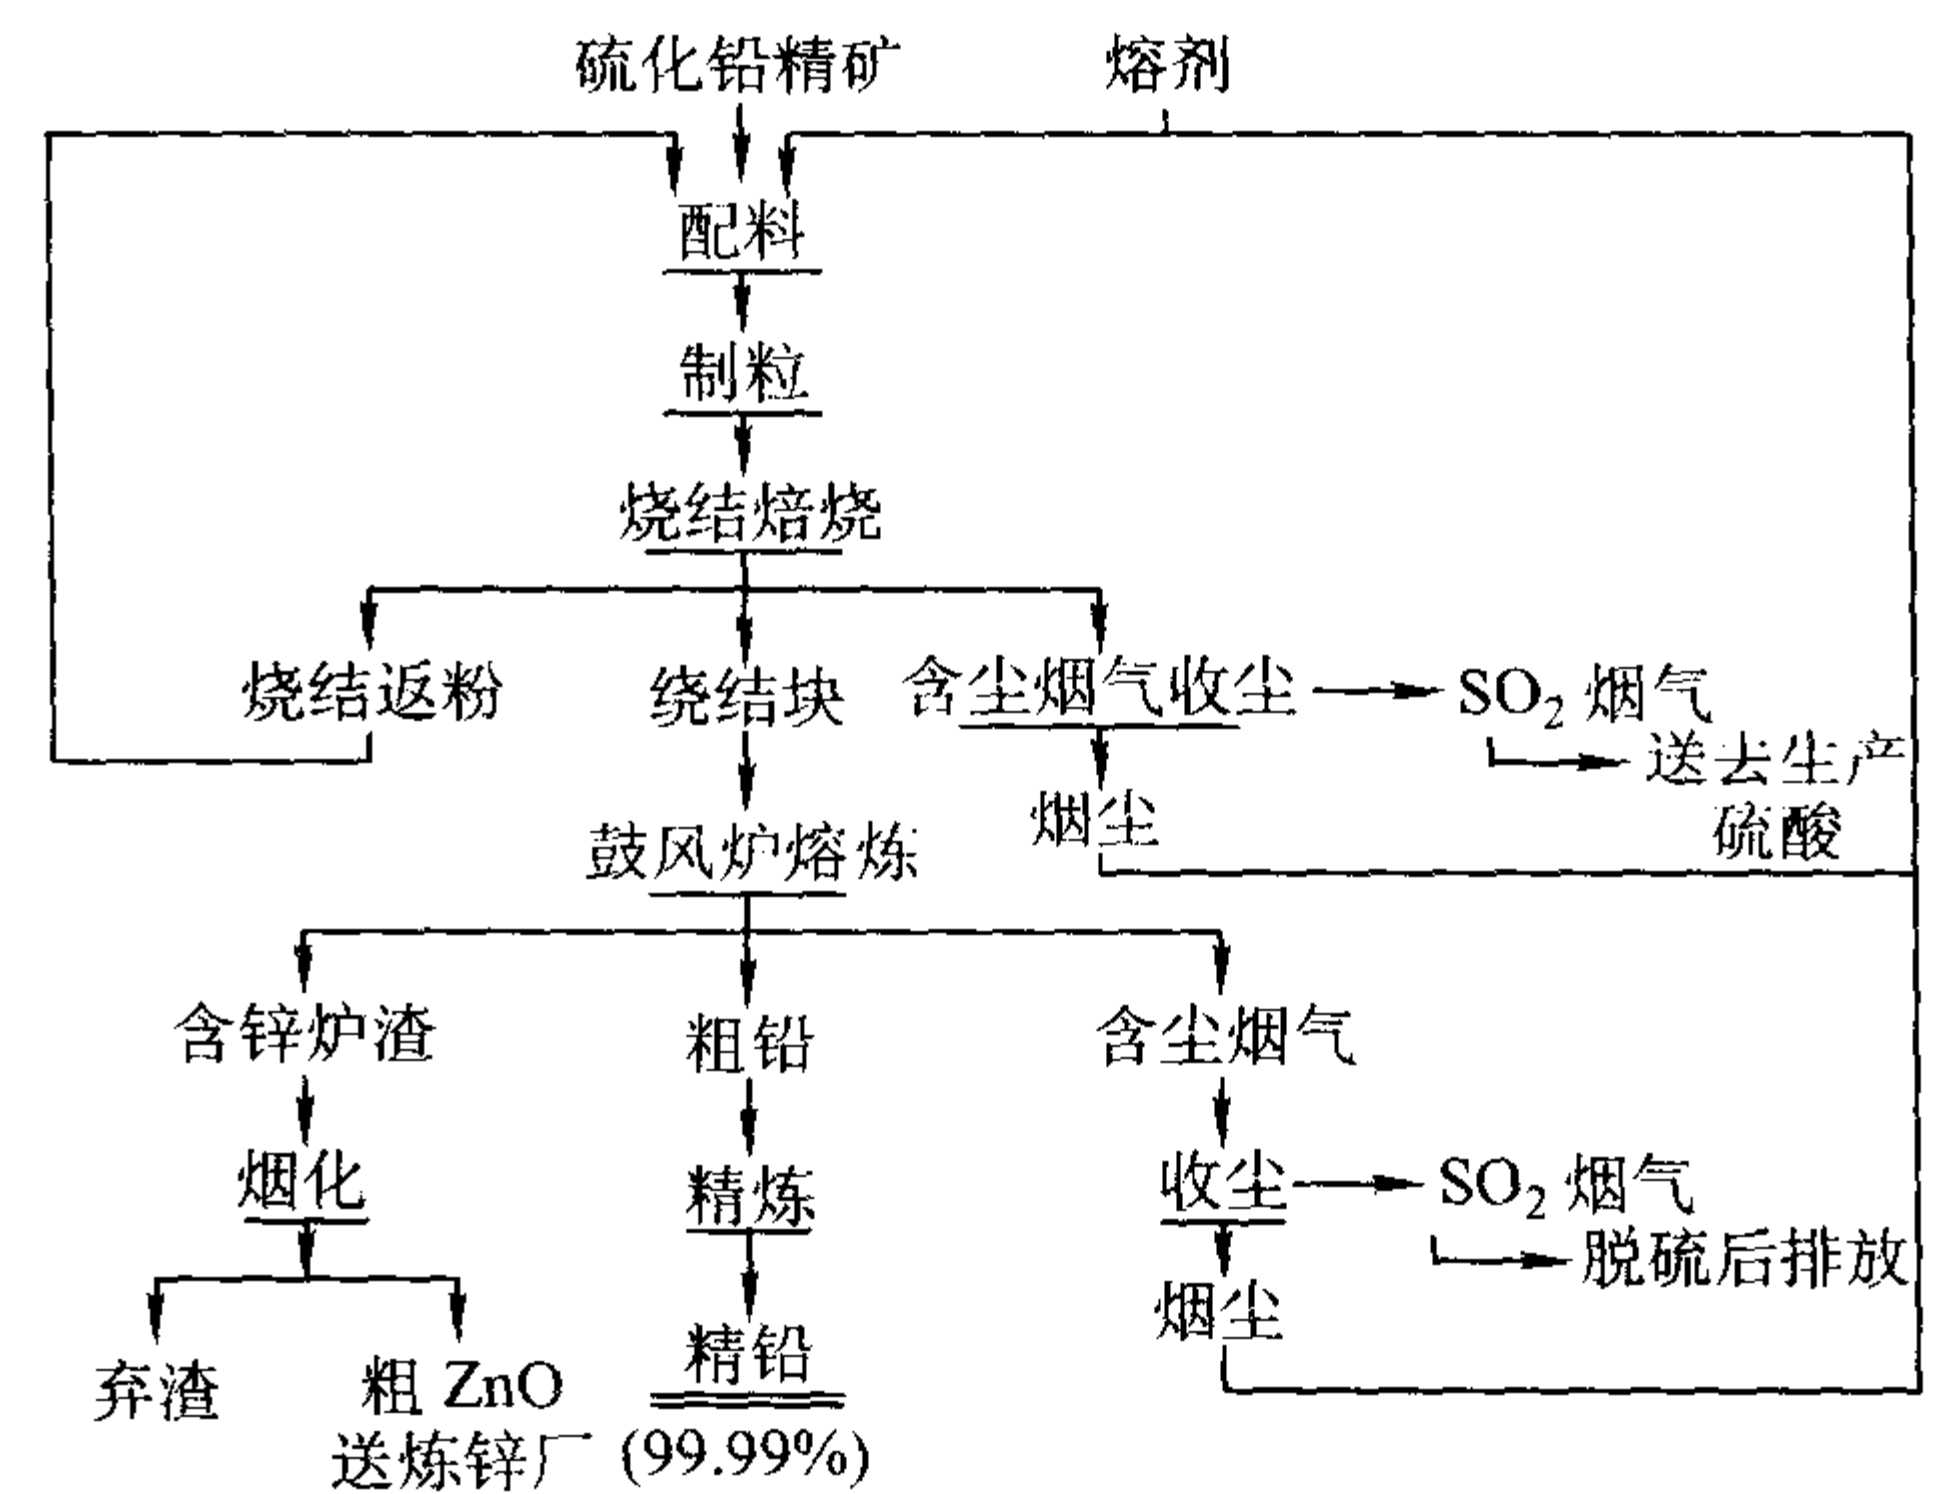 硫化铅精矿
熔剂
配料
制粒
烧结焙烧
烧结返粉
绕结块
含尘烟气收尘
SO₂ 烟气
送去生产
硫酸
烟尘
鼓风炉熔炼
含锌炉渣
粗铅
含尘烟气
烟化
精炼
收尘
SO₂ 烟气
脱硫后排放
烟尘
弃渣
粗 ZnO
送炼锌厂
精铅
(99.99%)